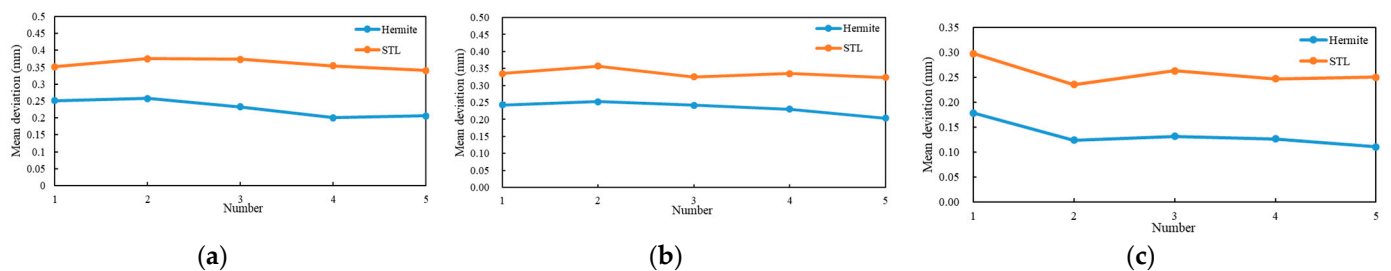 0.5
0.45
0.4
0.35
0.3
0.25
0.2
0.15
0.1
0.05
0
Mean deviation (mm)
Hermite
STL
1 2 3 4 5
Number
(a)
0.50
0.45
0.40
0.35
0.30
0.25
0.20
0.15
0.10
0.05
0.00
Mean deviation (mm)
Hermite
STL
1 2 3 4 5
Number
(b)
0.35
0.30
0.25
0.20
0.15
0.10
0.05
0.00
Mean deviation (mm)
Hermite
STL
1 2 3 4 5
Number
(c)